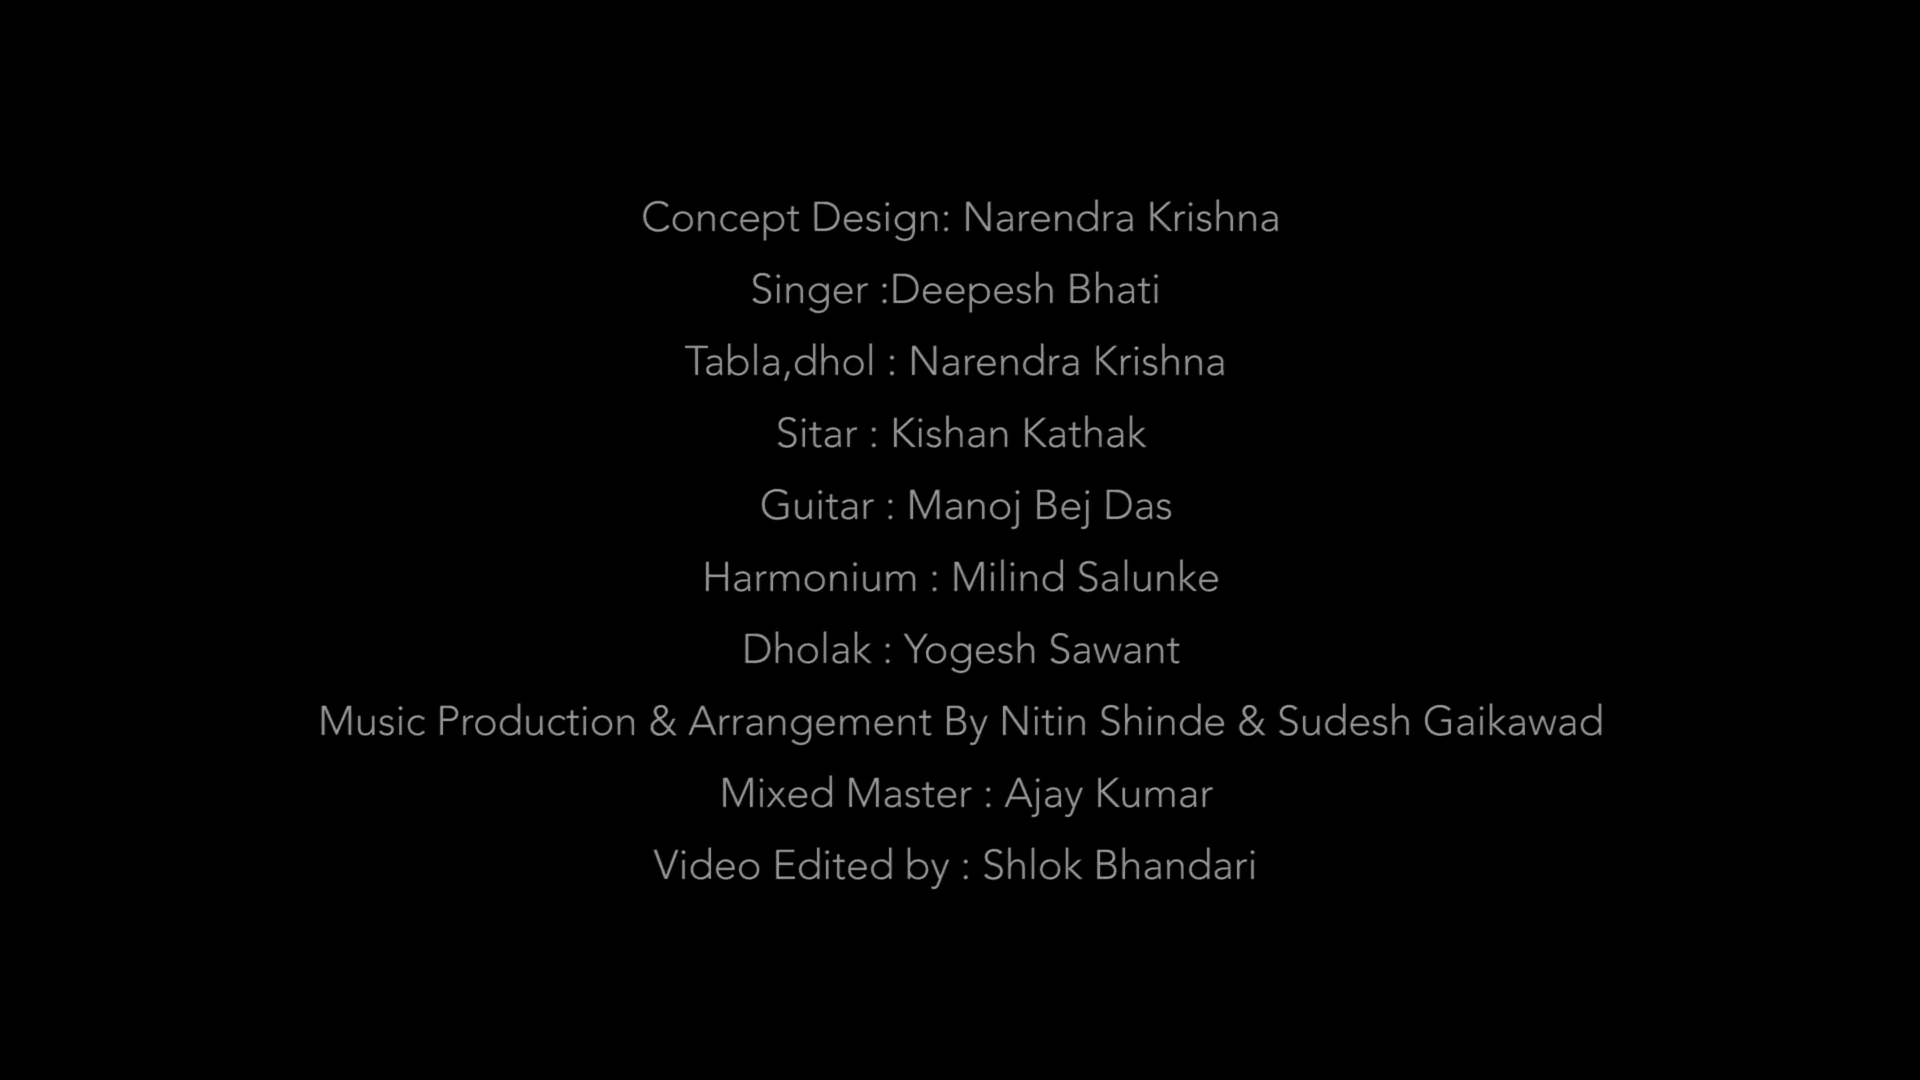 Concept Design: Narendra Krishna
Singer :Deepesh Bhati
Tabla,dhol : Narendra Krishna
Sitar : Kishan Kathak
Guitar : Manoj Bej Das
Harmonium : Milind Salunke
Dholak : Yogesh Sawant
Music Production & Arrangement By Nitin Shinde & Sudesh Gaikawad
Mixed Master : Ajay Kumar
Video Edited by : Shlok Bhandari